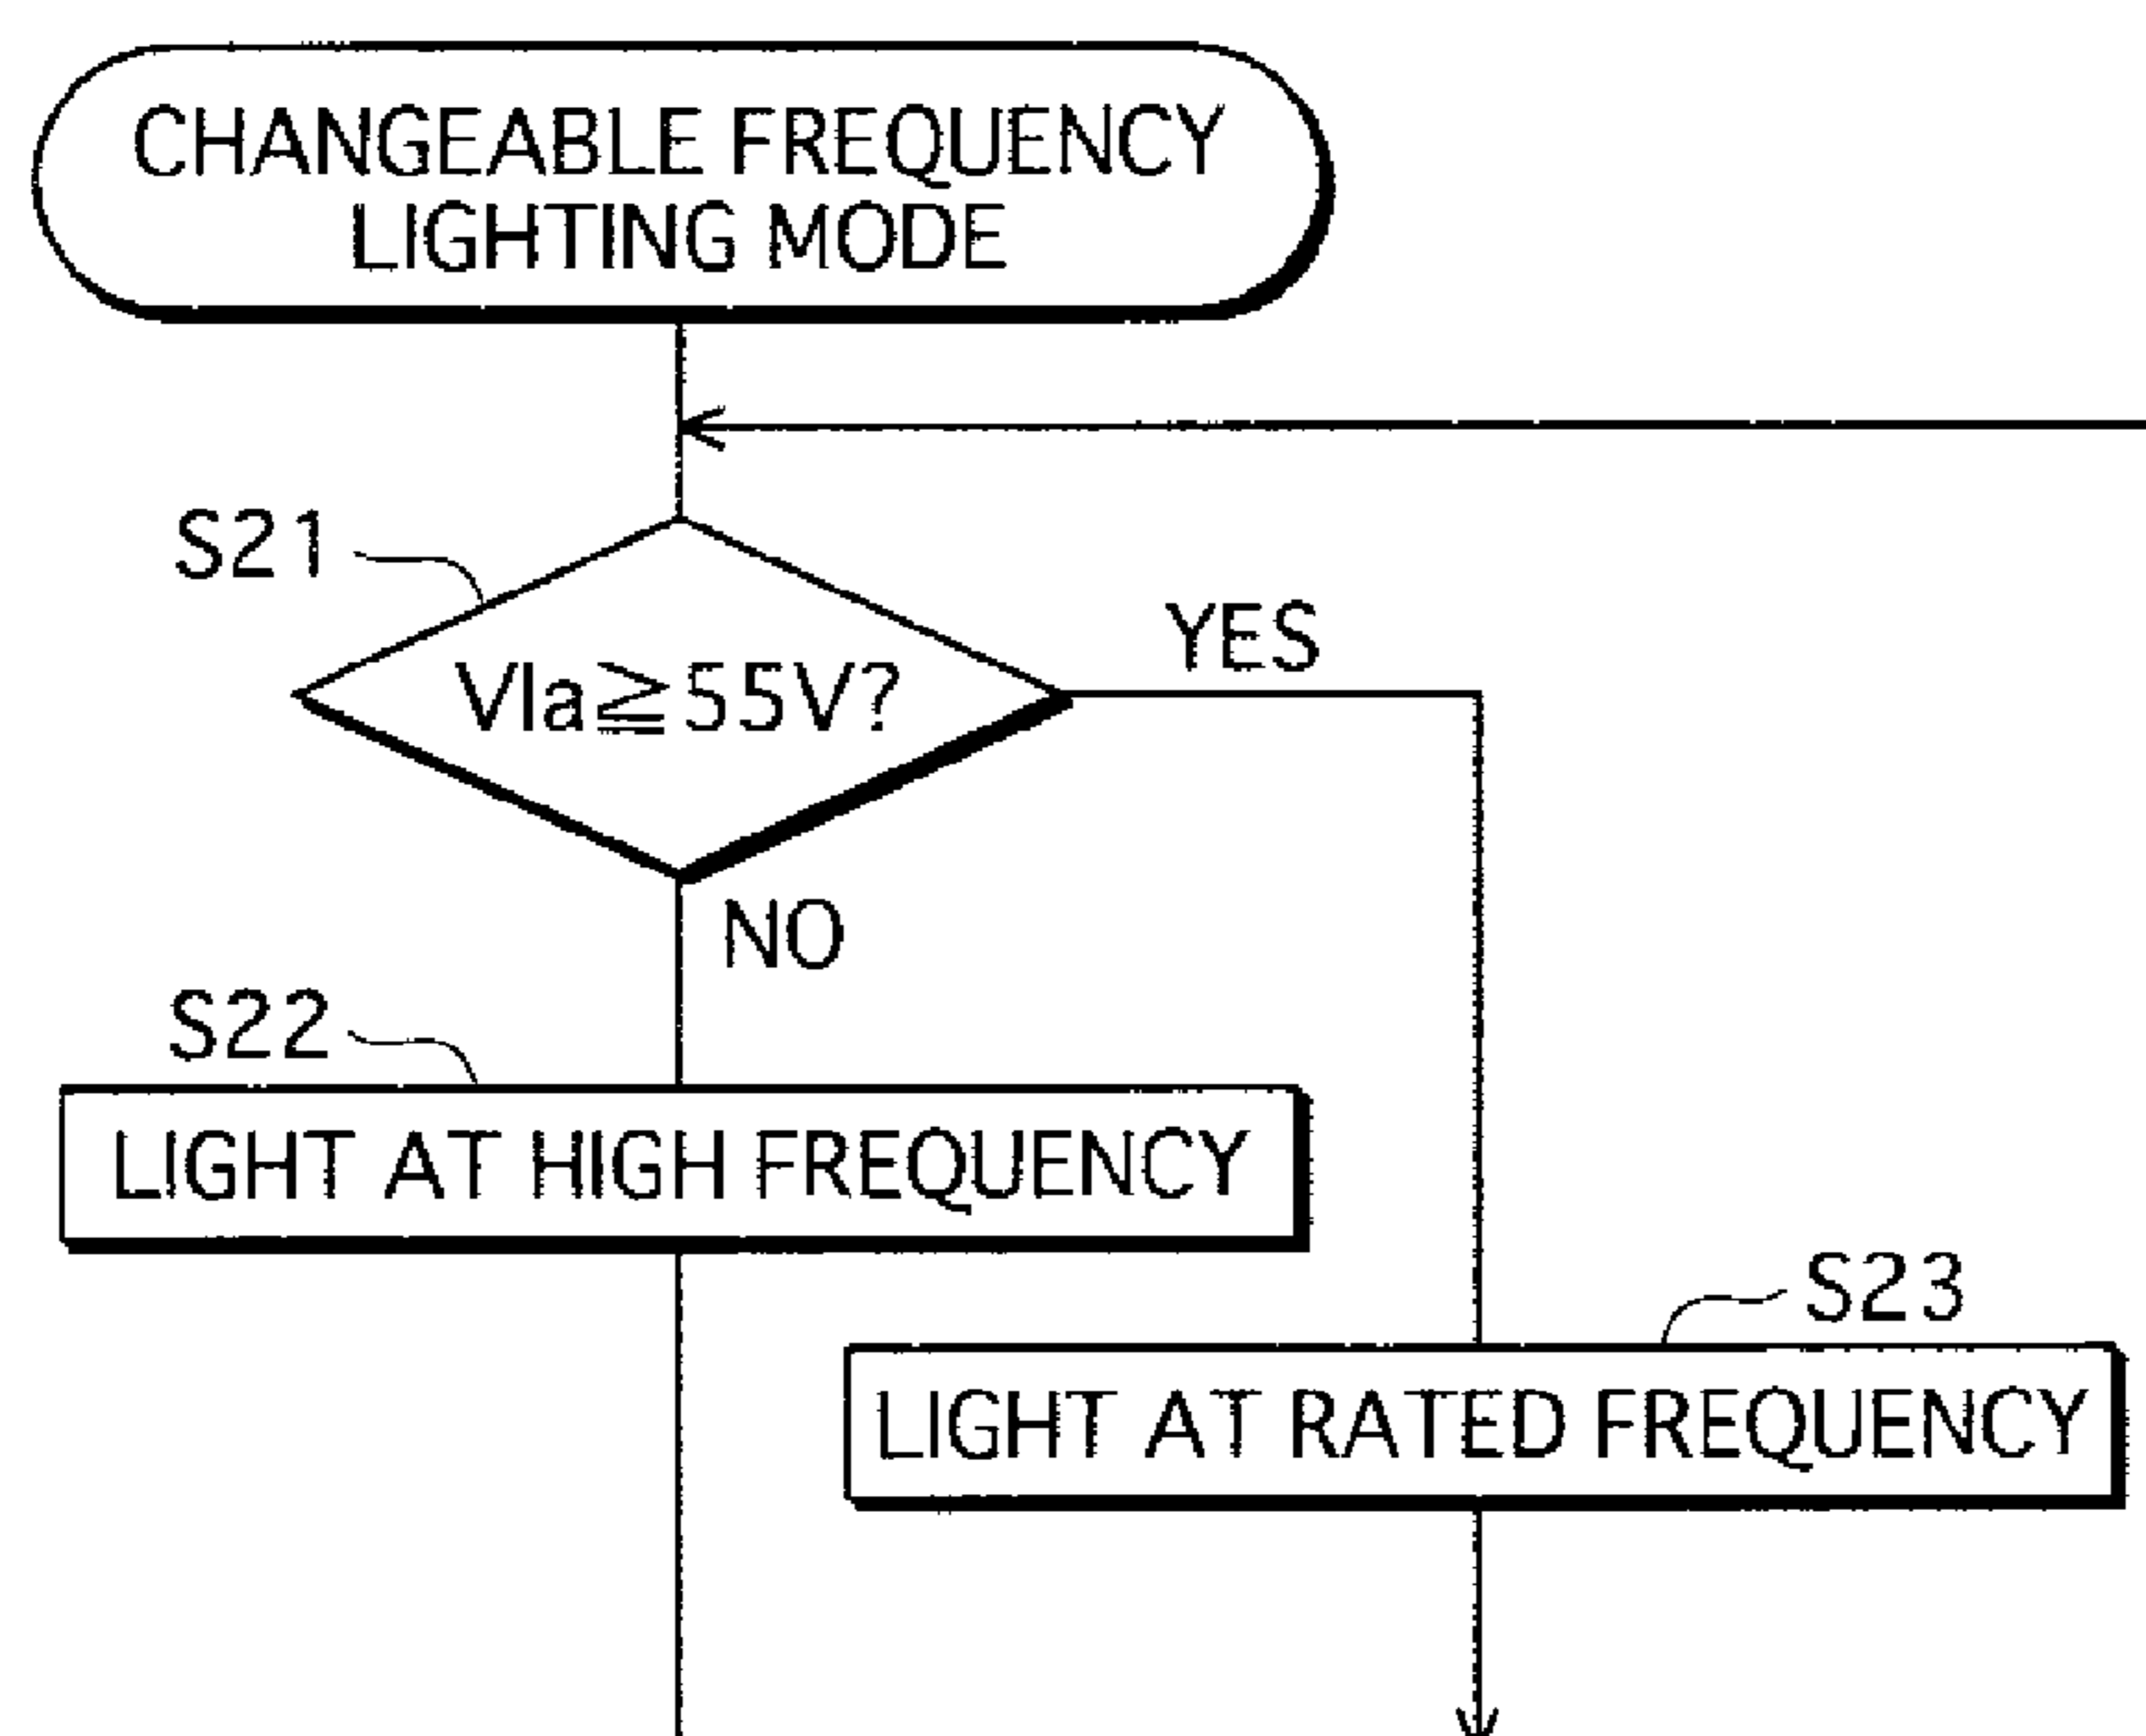 CHANGEABLE FREQUENCY
LIGHTING MODE
S21
YES
Vla≧55V?
NO
S22
LIGHT AT HIGH FREQUENCY
S23
LIGHT AT RATED FREQUENCY